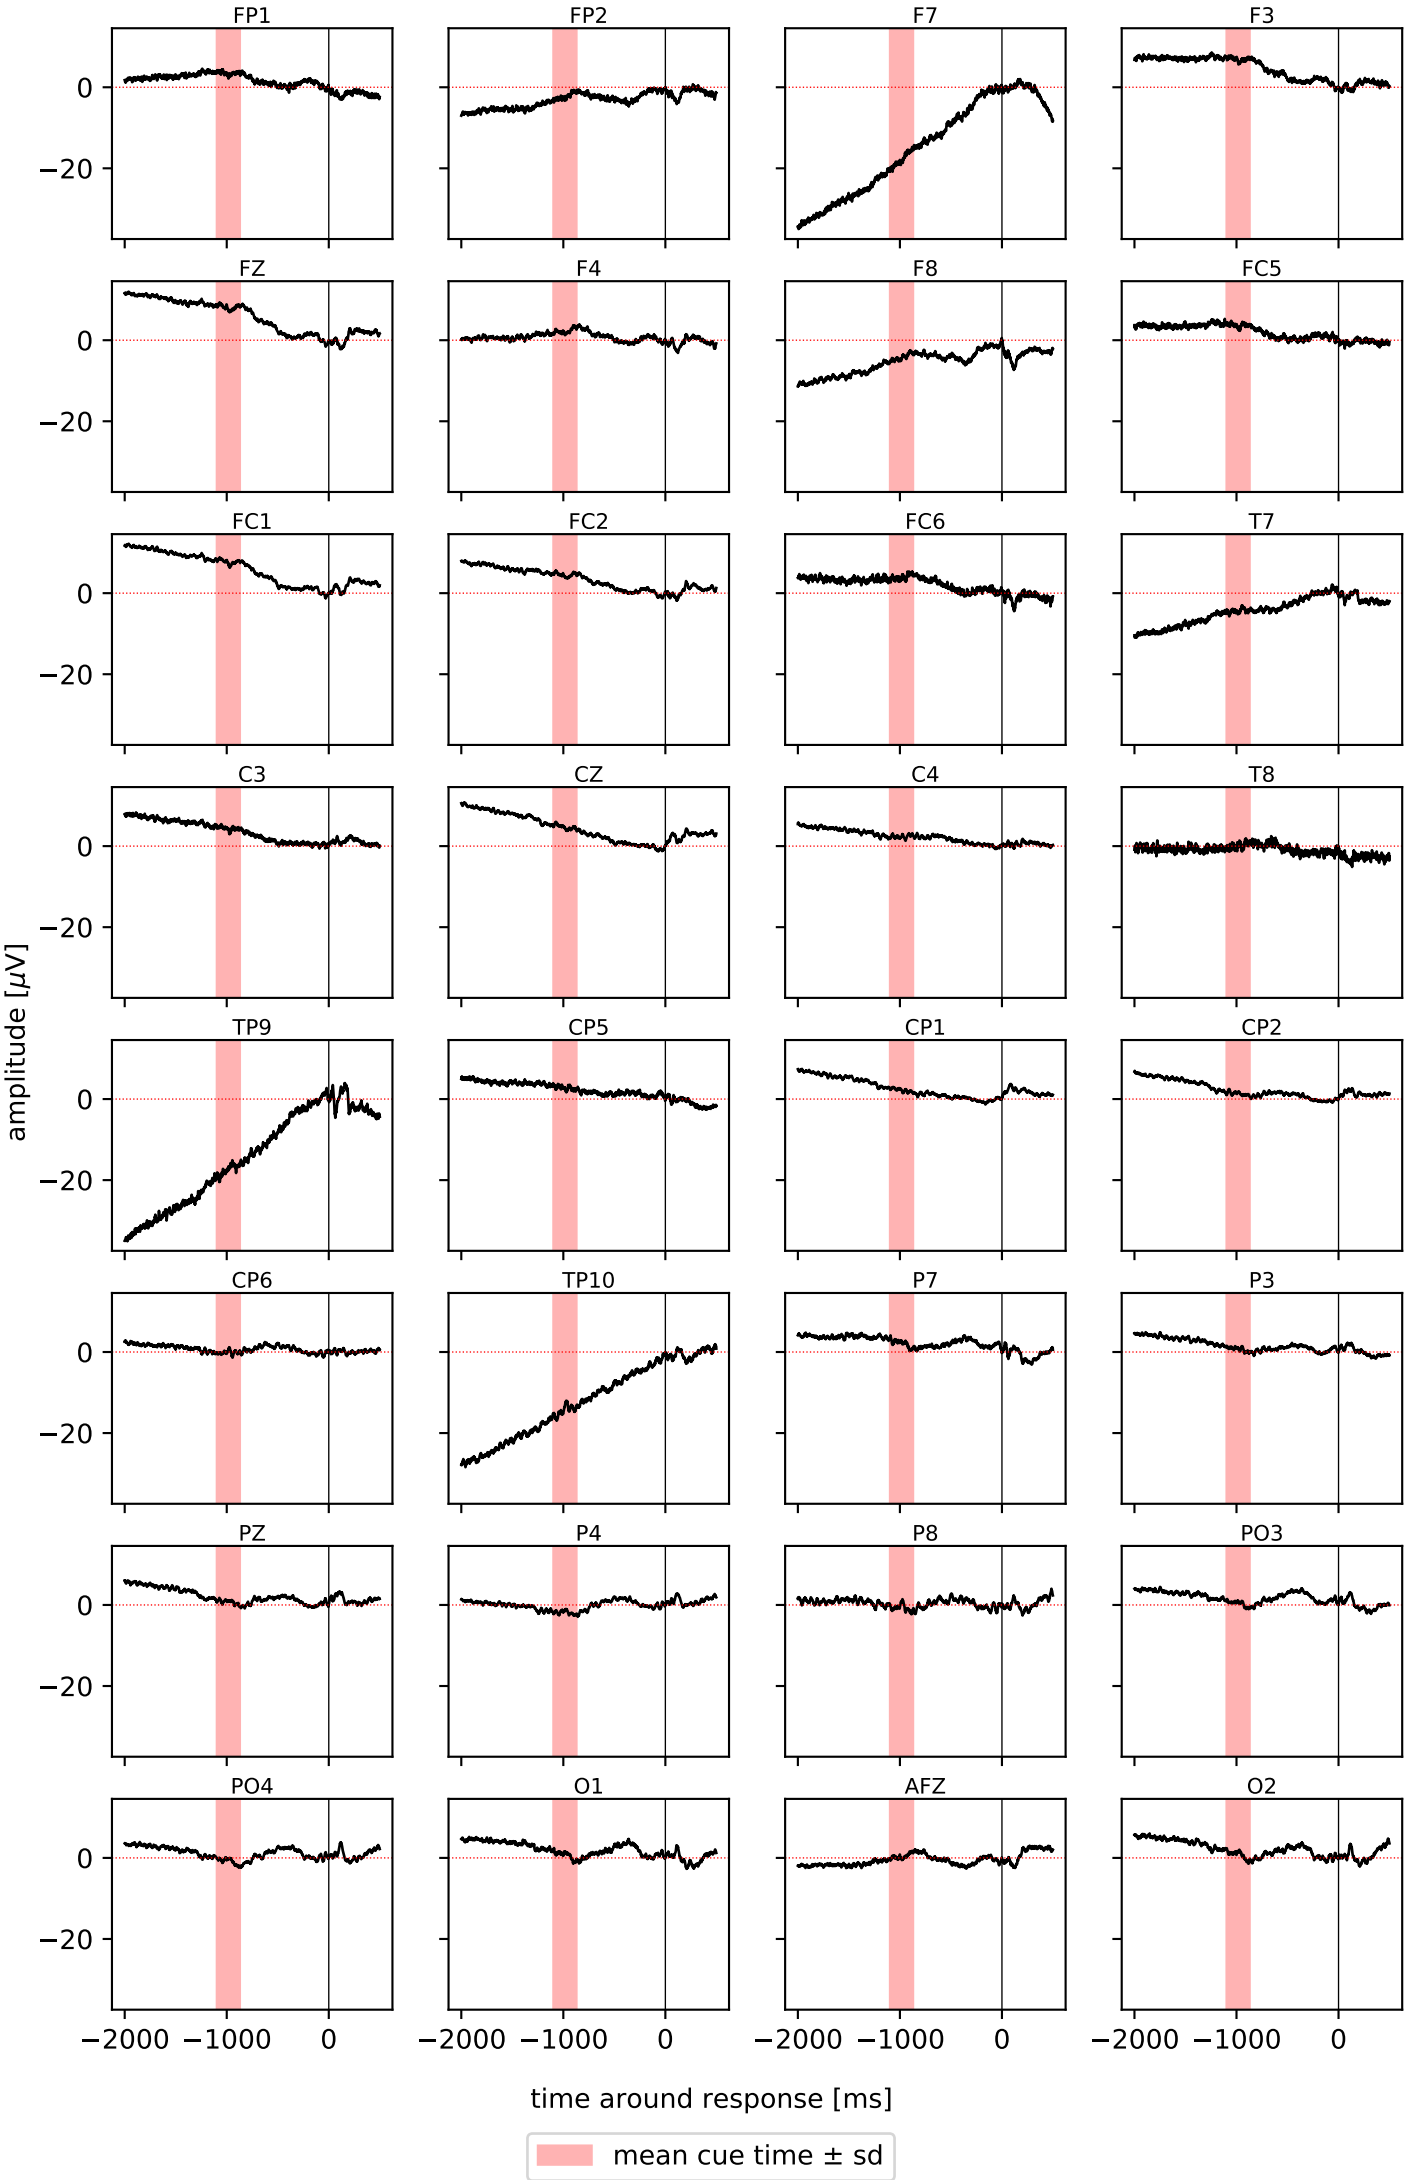 FP1 FP2 F7 F3
0
−20
FZ F4 F8 FC5
0
−20
FC1 FC2 FC6 T7
0
−20
C3 CZ C4 T8
0
−20
amplitude [μV]
TP9 CP5 CP1 CP2
0
−20
CP6 TP10 P7 P3
0
−20
PZ P4 P8 PO3
0
−20
PO4 O1 AFZ O2
0
−20
−2000 −1000 0 −2000 −1000 0 −2000 −1000 0 −2000 −1000 0
time around response [ms]
mean cue time ± sd